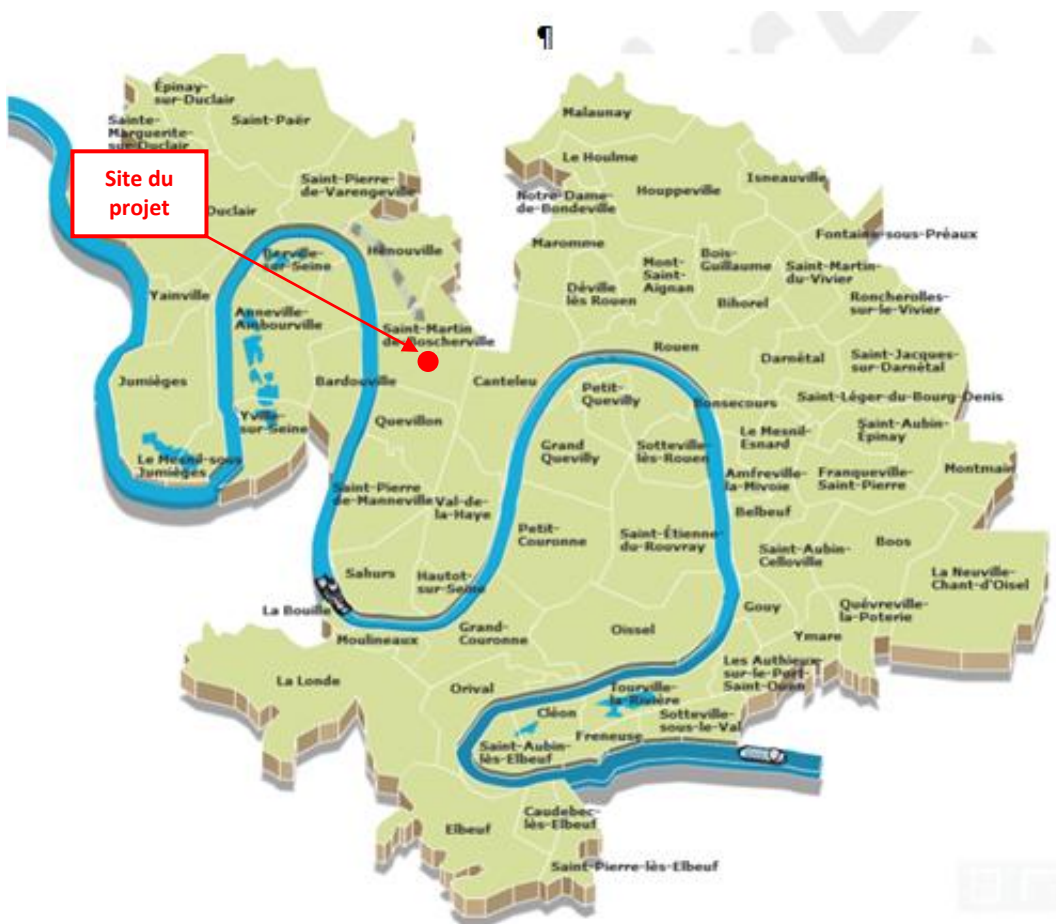 ¶
Épinay-
sur-Duclair
Sainte-
Marguerite-
sur-Duclair
Saint-Paër
Site du
projet
Saint-Pierre-
de-Varengeville
Duclair
Malaunay
Le Houlme
Notre-Dame-
de-Bondeville
Houppeville
Isneauville
Fontaine-sous-Préaux
Maromme
Hénouville
Berville-
sur-Seine
Yainville
Anneville-
Ambourville
Mont-
Saint-
Aignan
Bois-
Guillaume
Saint-Martin-
du-Vivier
Déville
lès Rouen
Bihorel
Roncherolles-
sur-le-Vivier
Saint-Martin
de-Boscherville
Rouen
Darnétal
Saint-Jacques-
sur-Darnétal
Jumièges
Bardouville
Canteleu
Petit-
Quevilly
Bonsecours
Saint-Léger-du-Bourg-Denis
Yville-
sur-Seine
Quevillon
Le Mesnil-
Esnard
Saint-Aubin-
Épinay
Le Mesnil-sous-
Jumièges
Grand
Quevilly
Sotteville-
lès-Rouen
Amfreville-
la-Mivoie
Franqueville-
Saint-Pierre
Montmain
Saint-Pierre
de-Manneville
Val-de-
la-Haye
Belbeuf
Petit-
Couronne
Saint-Étienne-
du-Rouvray
Saint-Aubin-
Celloville
Boos
La Neuville-
Chant-d'Oisel
Sahurs
Hautot-
sur-Seine
La Bouille
Moulineaux
Grand-
Couronne
Oissel
Gouy
Quévreville-
la-Poterie
Ymare
Les Authieux-
sur-le-Port-
Saint-Ouen
La Londe
Orival
Tourville-
la-Rivière
Cléon
Freneuse
Sotteville-
sous-le-Val
Saint-Aubin-
lès-Elbeuf
Elbeuf
Caudebec-
lès-Elbeuf
Saint-Pierre-lès-Elbeuf